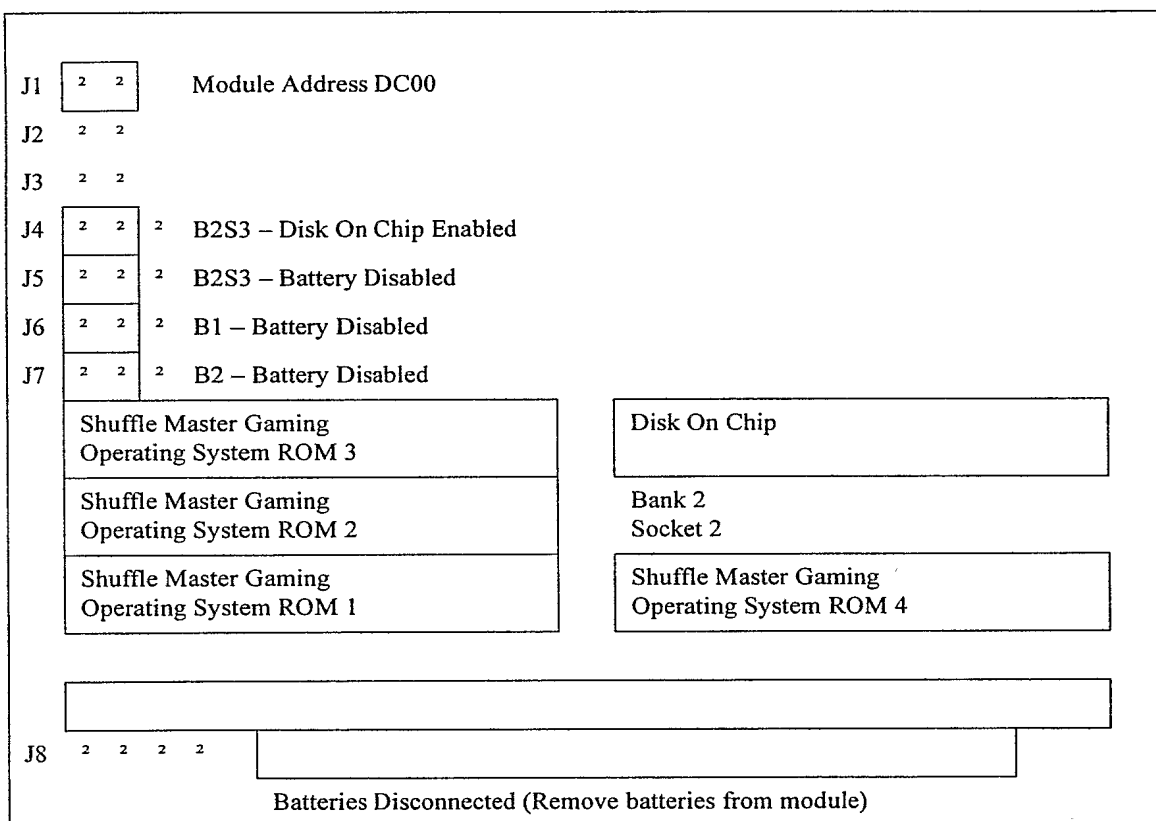 J1 ² ² Module Address DC00
J2 ² ²
J3 ² ²
J4 ² ² ² B2S3 – Disk On Chip Enabled
J5 ² ² ² B2S3 – Battery Disabled
J6 ² ² ² B1 – Battery Disabled
J7 ² ² ² B2 – Battery Disabled
Shuffle Master Gaming
Operating System ROM 3
Disk On Chip
Shuffle Master Gaming
Operating System ROM 2
Bank 2
Socket 2
Shuffle Master Gaming
Operating System ROM 1
Shuffle Master Gaming
Operating System ROM 4
J8 ² ² ² ²
Batteries Disconnected (Remove batteries from module)